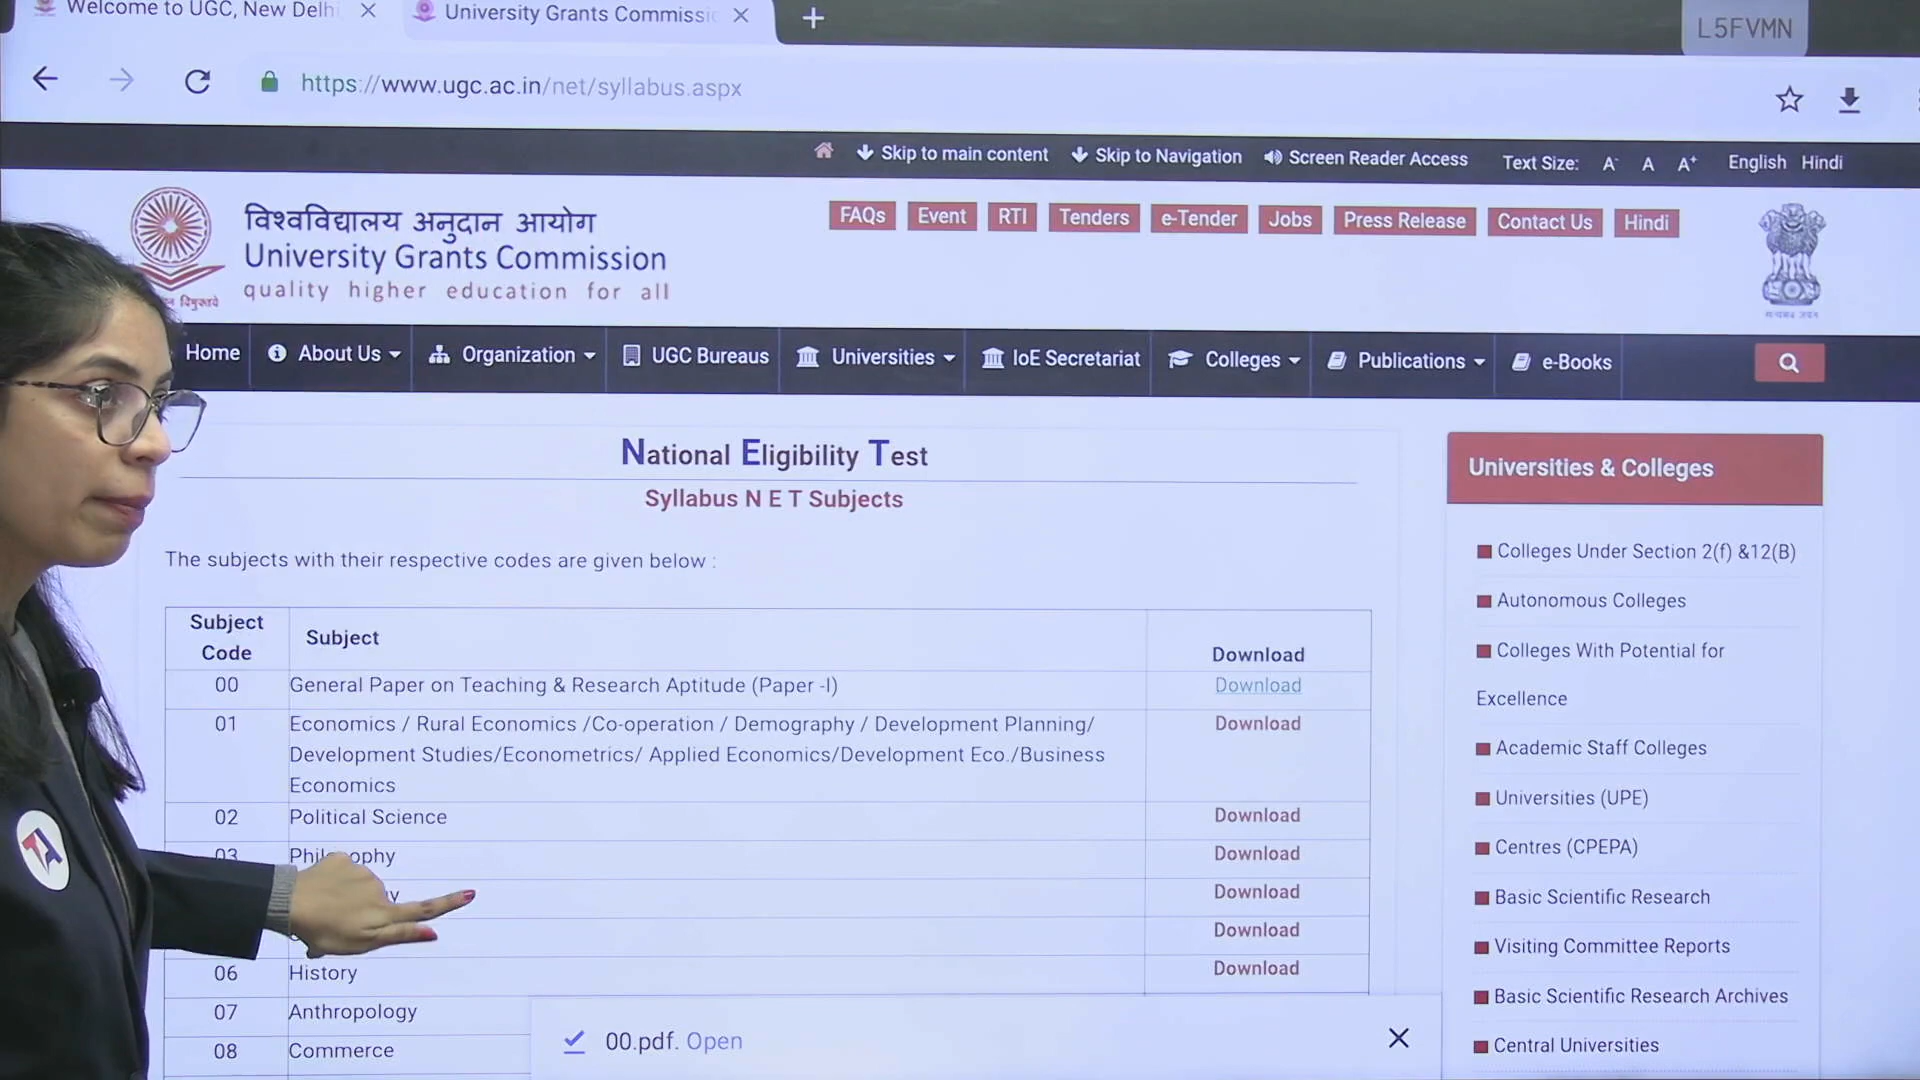 Welcome to UGC, New Delhi
University Grants Commissi
L5FVMN
https://www.ugc.ac.in/net/syllabus.aspx
Skip to main content
Skip to Navigation
Screen Reader Access
Text Size: A- A A+
English Hindi
विश्वविद्यालय अनुदान आयोग
University Grants Commission
quality higher education for all
FAQs Event RTI Tenders e-Tender Jobs Press Release Contact Us Hindi
Home About Us Organization UGC Bureaus Universities IoE Secretariat Colleges Publications e-Books
National Eligibility Test
Syllabus N E T Subjects
The subjects with their respective codes are given below :
Subject Code Subject Download
00 General Paper on Teaching & Research Aptitude (Paper -I) Download
01 Economics / Rural Economics /Co-operation / Demography / Development Planning/ Download
Development Studies/Econometrics/ Applied Economics/Development Eco./Business
Economics
02 Political Science Download
03 Philosophy Download
Download
Download
06 History Download
07 Anthropology
08 Commerce
00.pdf. Open
Universities & Colleges
Colleges Under Section 2(f) &12(B)
Autonomous Colleges
Colleges With Potential for
Excellence
Academic Staff Colleges
Universities (UPE)
Centres (CPEPA)
Basic Scientific Research
Visiting Committee Reports
Basic Scientific Research Archives
Central Universities